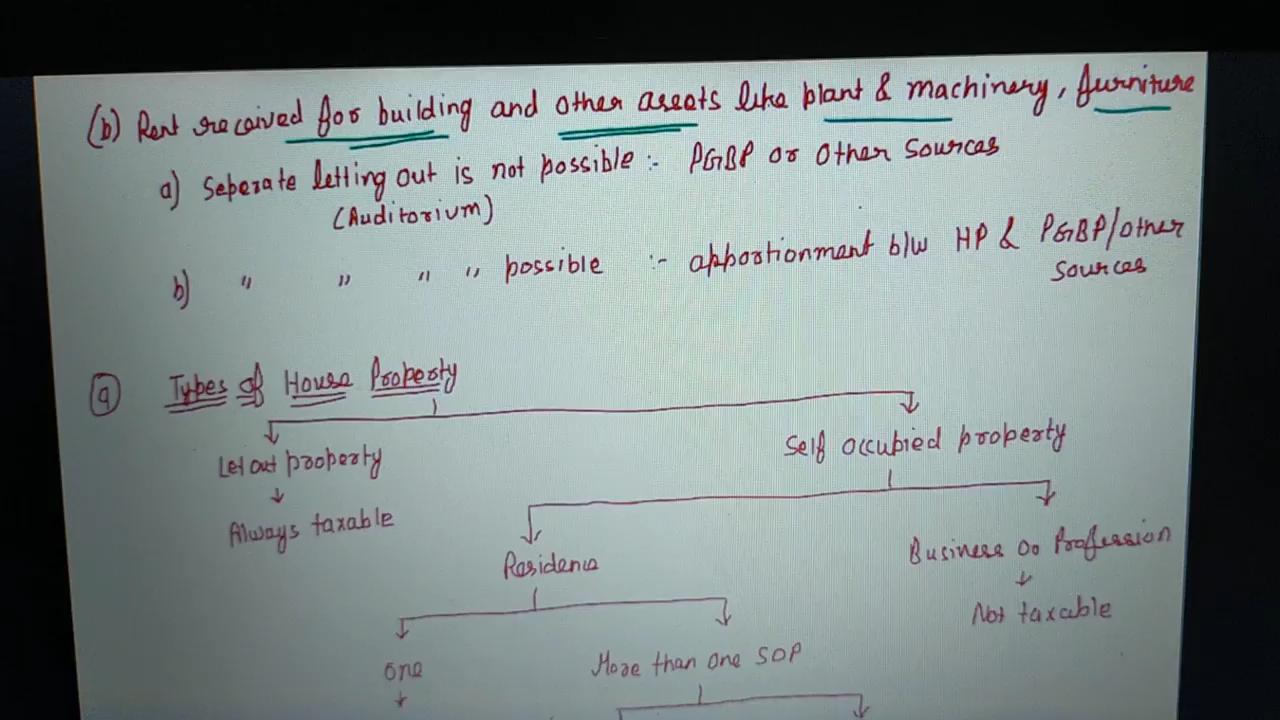 (b) Rent received for building and other assets like plant & machinery, furniture
a) Seperate letting out is not possible :- PGBP or Other Sources
(Auditorium)
b) " " " " possible :- apportionment b/w HP & PGBP/other
Sources
9 Types of House Property
Let out property
Self occupied property
Always taxable
Residence
Business or Profession
Not taxable
one
More than one SOP